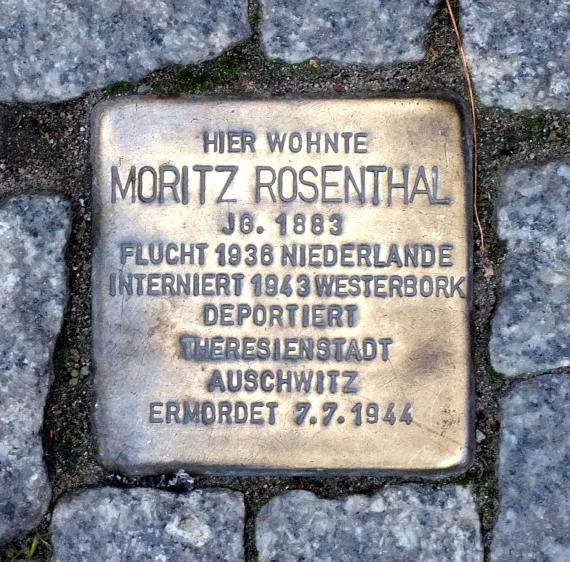 HIER WOHNTE
MORITZ ROSENTHAL
JG. 1883
FLUCHT 1936 NIEDERLANDE
INTERNIERT 1943 WESTERBORK
DEPORTIERT
THERESIENSTADT
AUSCHWITZ
ERMORDET 7.7.1944